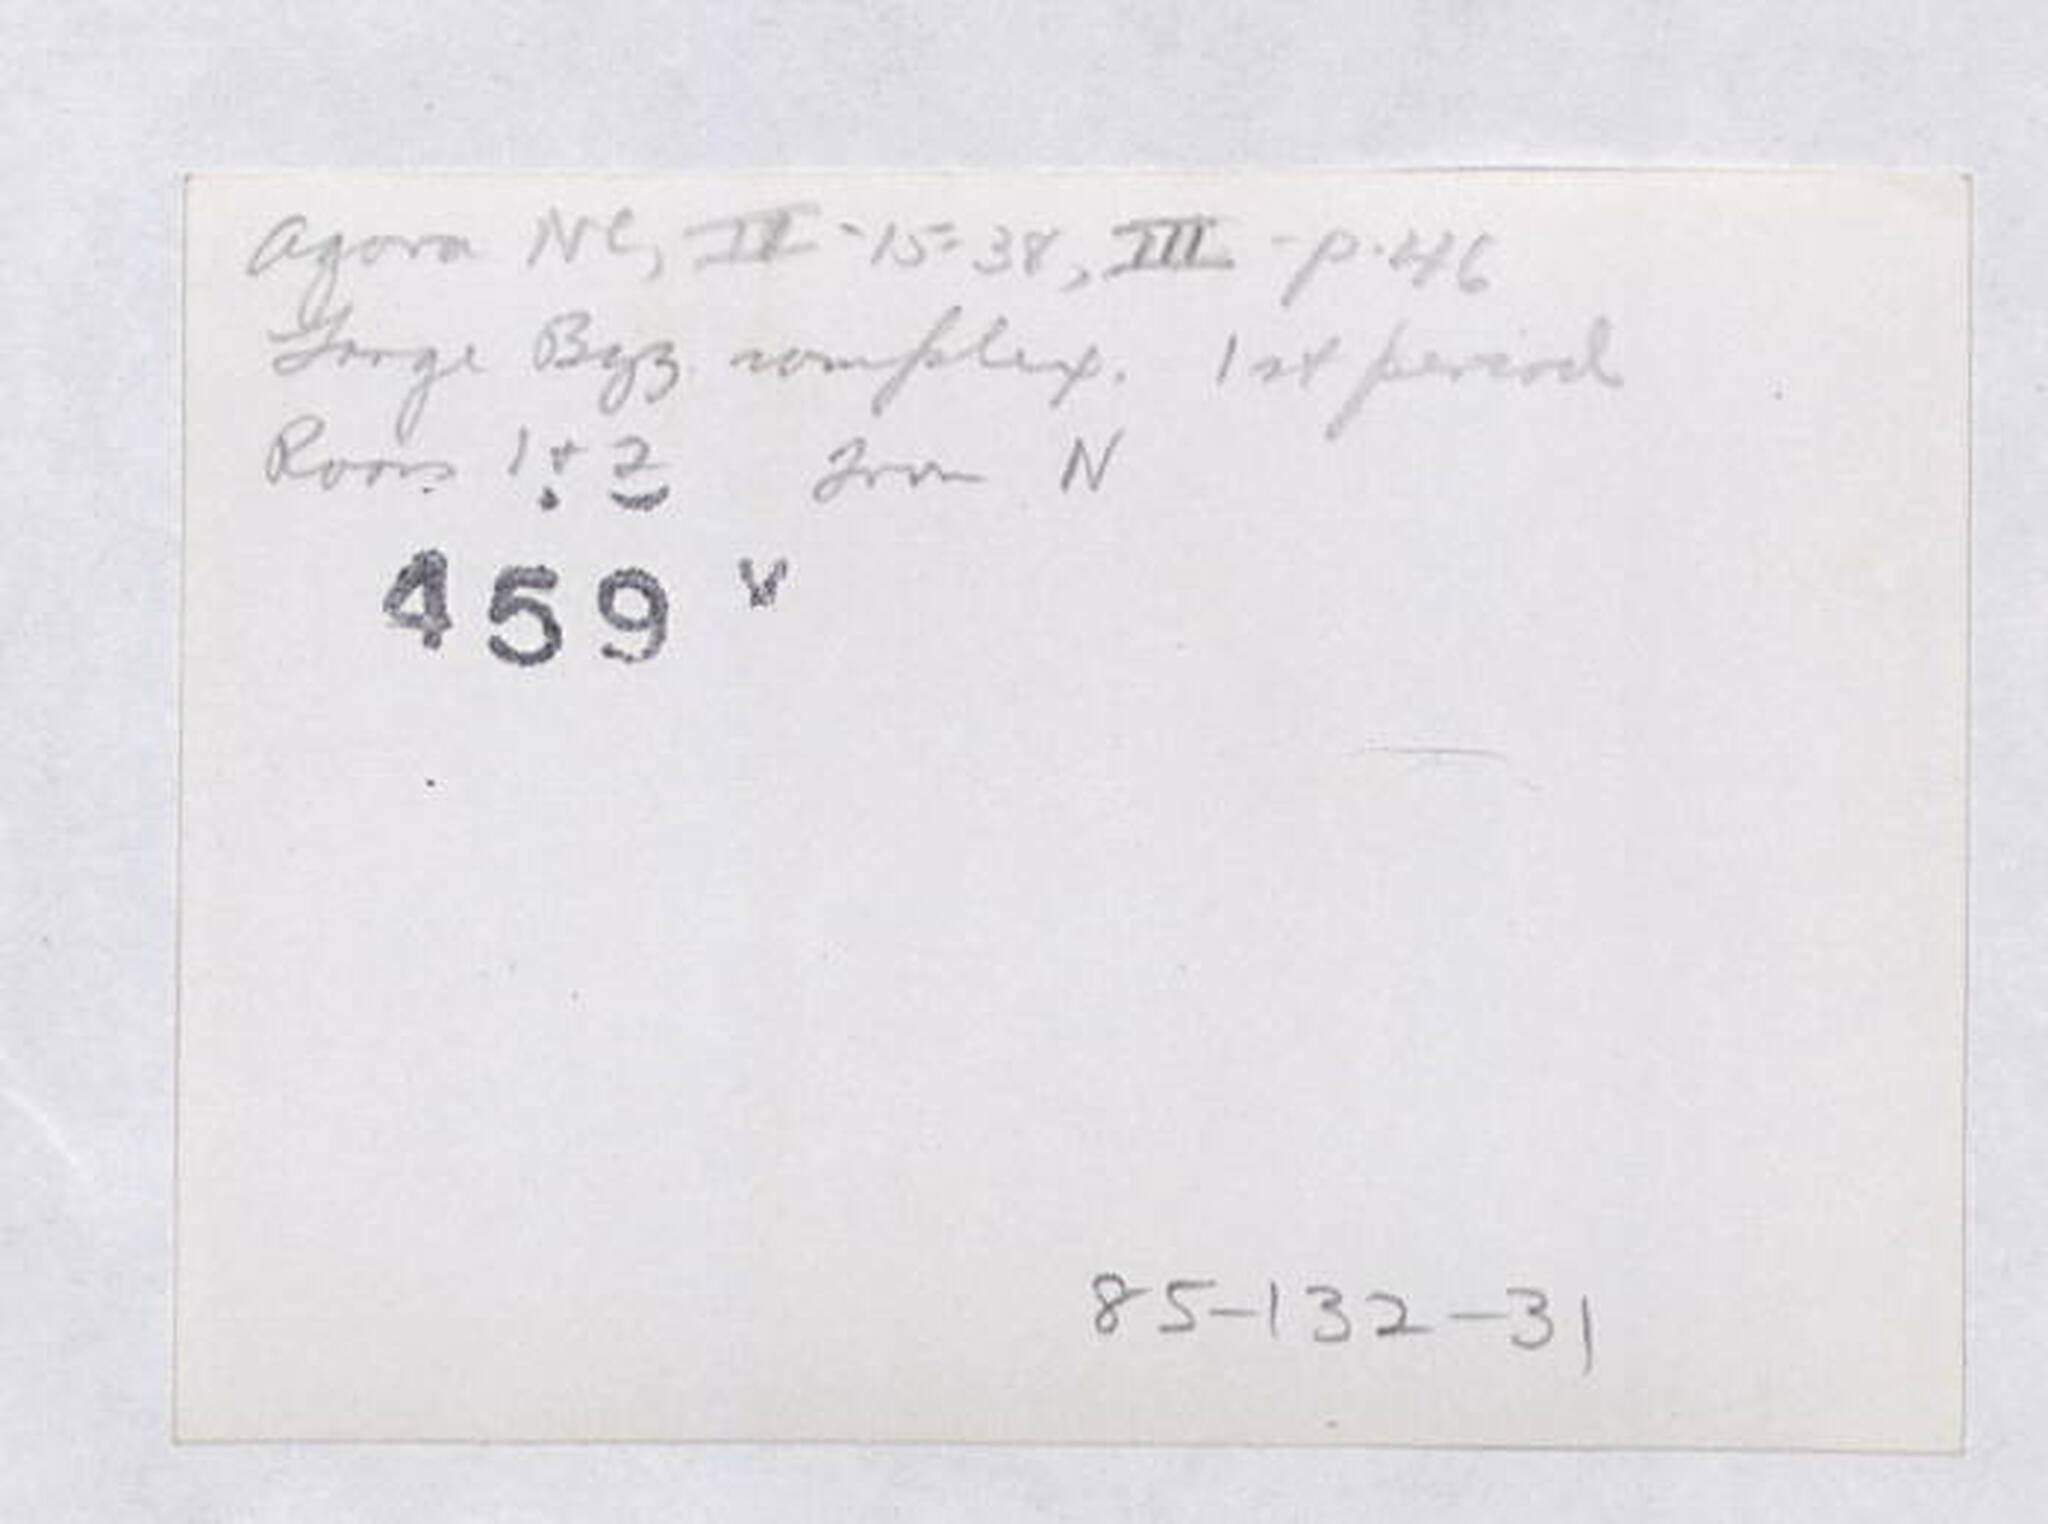 Agora NC, II-15-38, III - p. 46
Large Byz. complex. 1st period
Rooms 1 + 2 from N
459 v
85-132-31